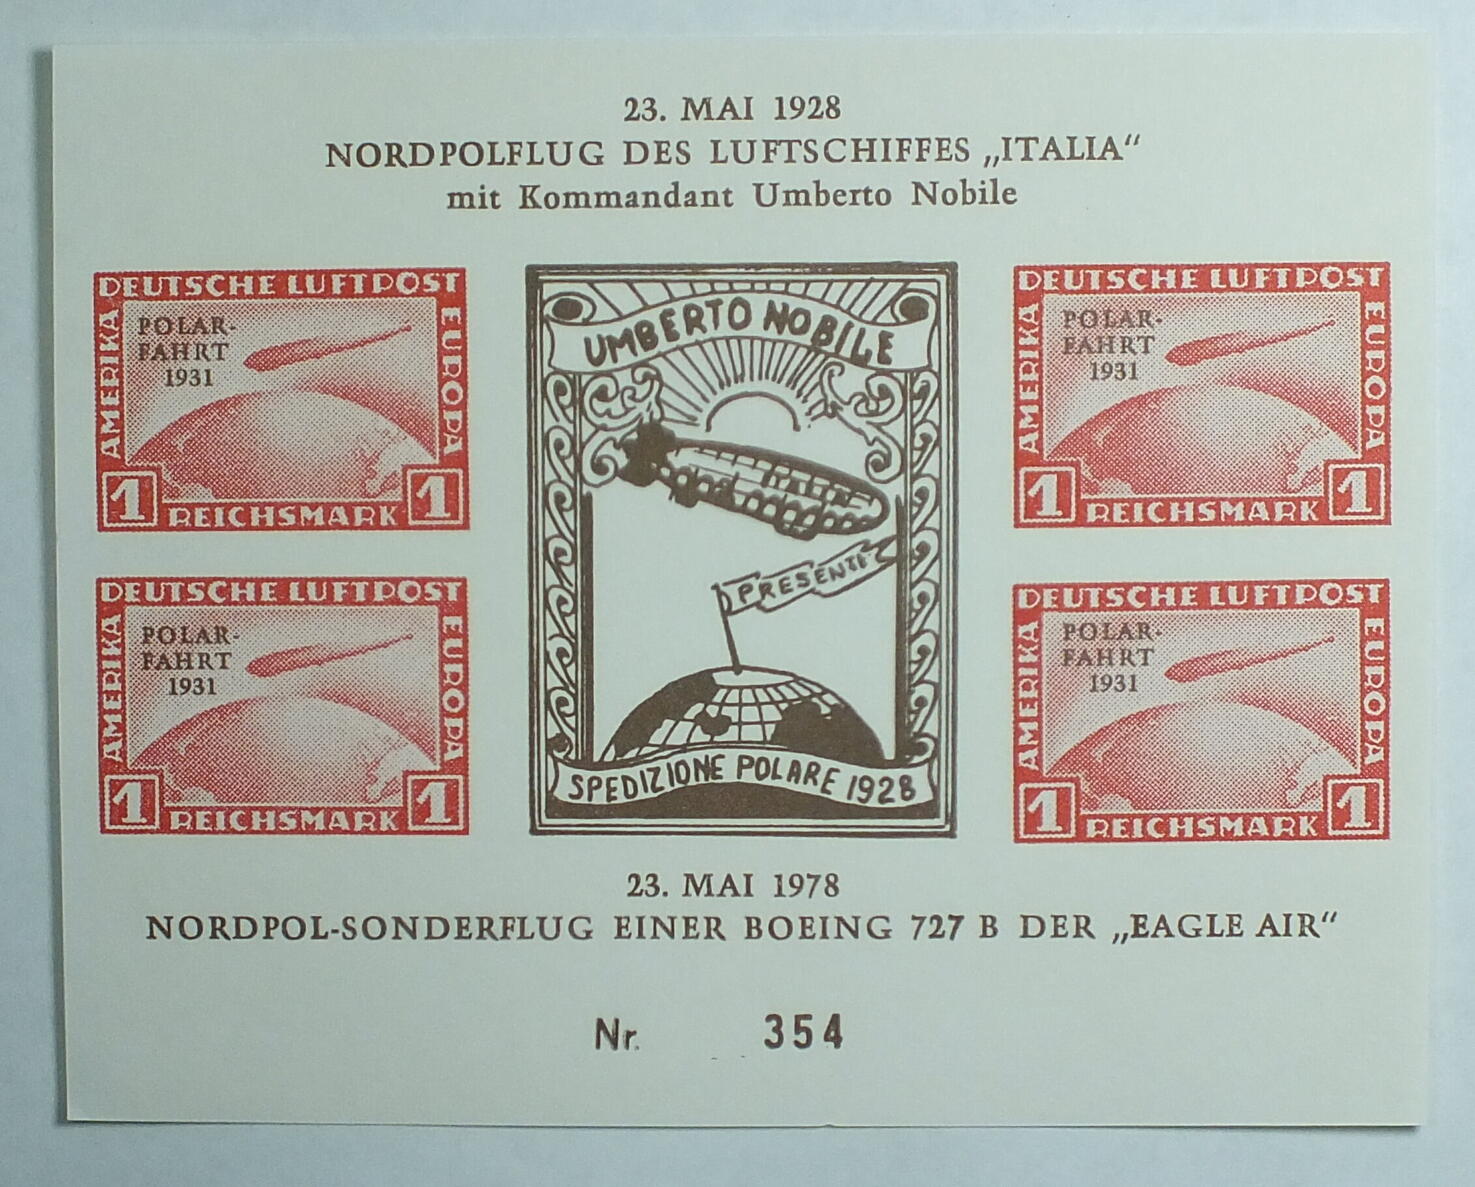 23. MAI 1928
NORDPOLFLUG DES LUFTSCHIFFES „ITALIA“
mit Kommandant Umberto Nobile
DEUTSCHE LUFTPOST
AMERIKA
EUROPA
POLAR-
FAHRT
1931
1 REICHSMARK 1
DEUTSCHE LUFTPOST
AMERIKA
EUROPA
POLAR-
FAHRT
1931
1 REICHSMARK 1
UMBERTO NOBILE
PRESENTE
SPEDIZIONE POLARE 1928
DEUTSCHE LUFTPOST
AMERIKA
EUROPA
POLAR-
FAHRT
1931
1 REICHSMARK 1
DEUTSCHE LUFTPOST
AMERIKA
EUROPA
POLAR-
FAHRT
1931
1 REICHSMARK 1
23. MAI 1978
NORDPOL-SONDERFLUG EINER BOEING 727 B DER „EAGLE AIR“
Nr. 354